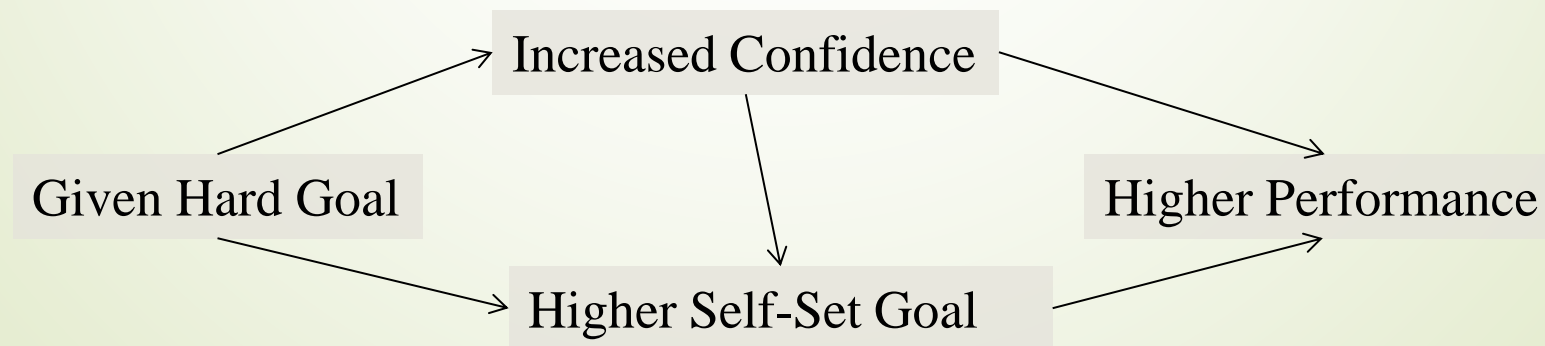 Increased Confidence
Given Hard Goal
Higher Performance
Higher Self-Set Goal